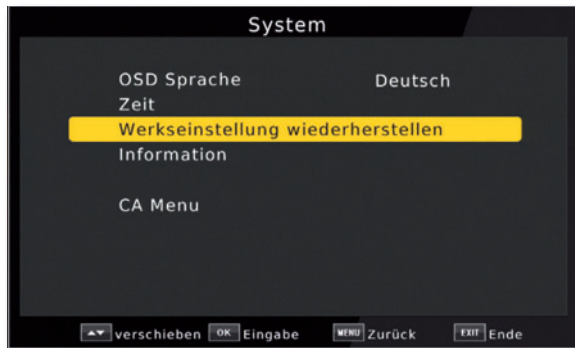 System
OSD Sprache Deutsch
Zeit
Werkseinstellung wiederherstellen
Information
CA Menu
verschieben OK Eingabe MENU Zurück EXIT Ende